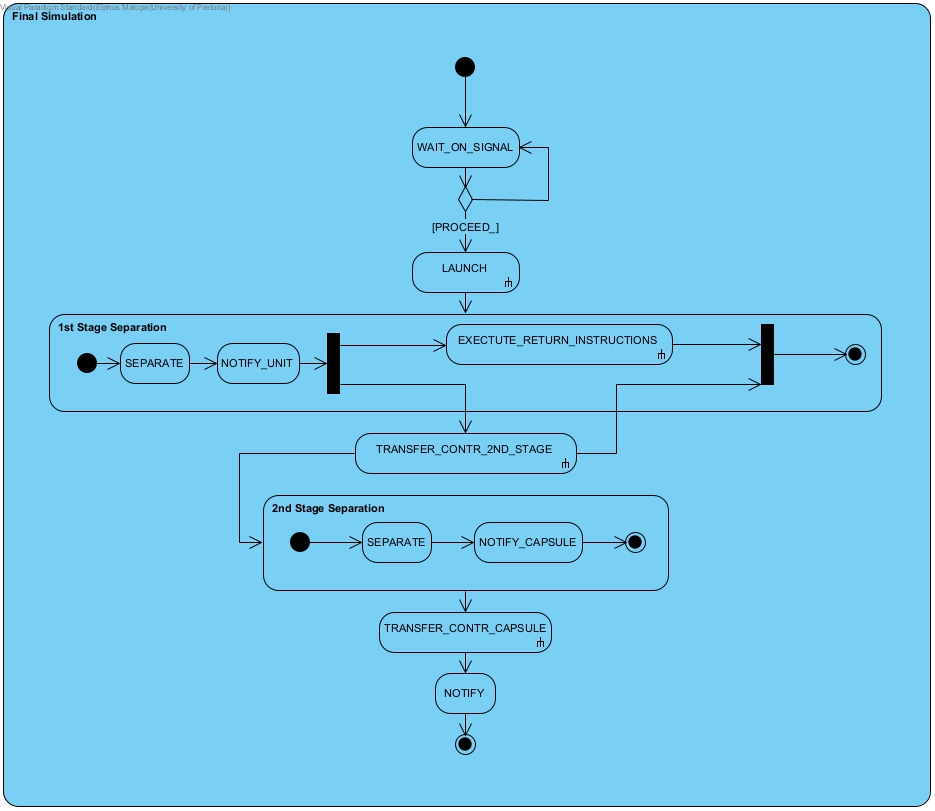 Visual Paradigm Standard(Elphus Malope(University of Pretoria))
Final Simulation
WAIT_ON_SIGNAL
[PROCEED_]
LAUNCH
1st Stage Separation
SEPARATE
NOTIFY_UNIT
EXECTUTE_RETURN_INSTRUCTIONS
TRANSFER_CONTR_2ND_STAGE
2nd Stage Separation
SEPARATE
NOTIFY_CAPSULE
TRANSFER_CONTR_CAPSULE
NOTIFY